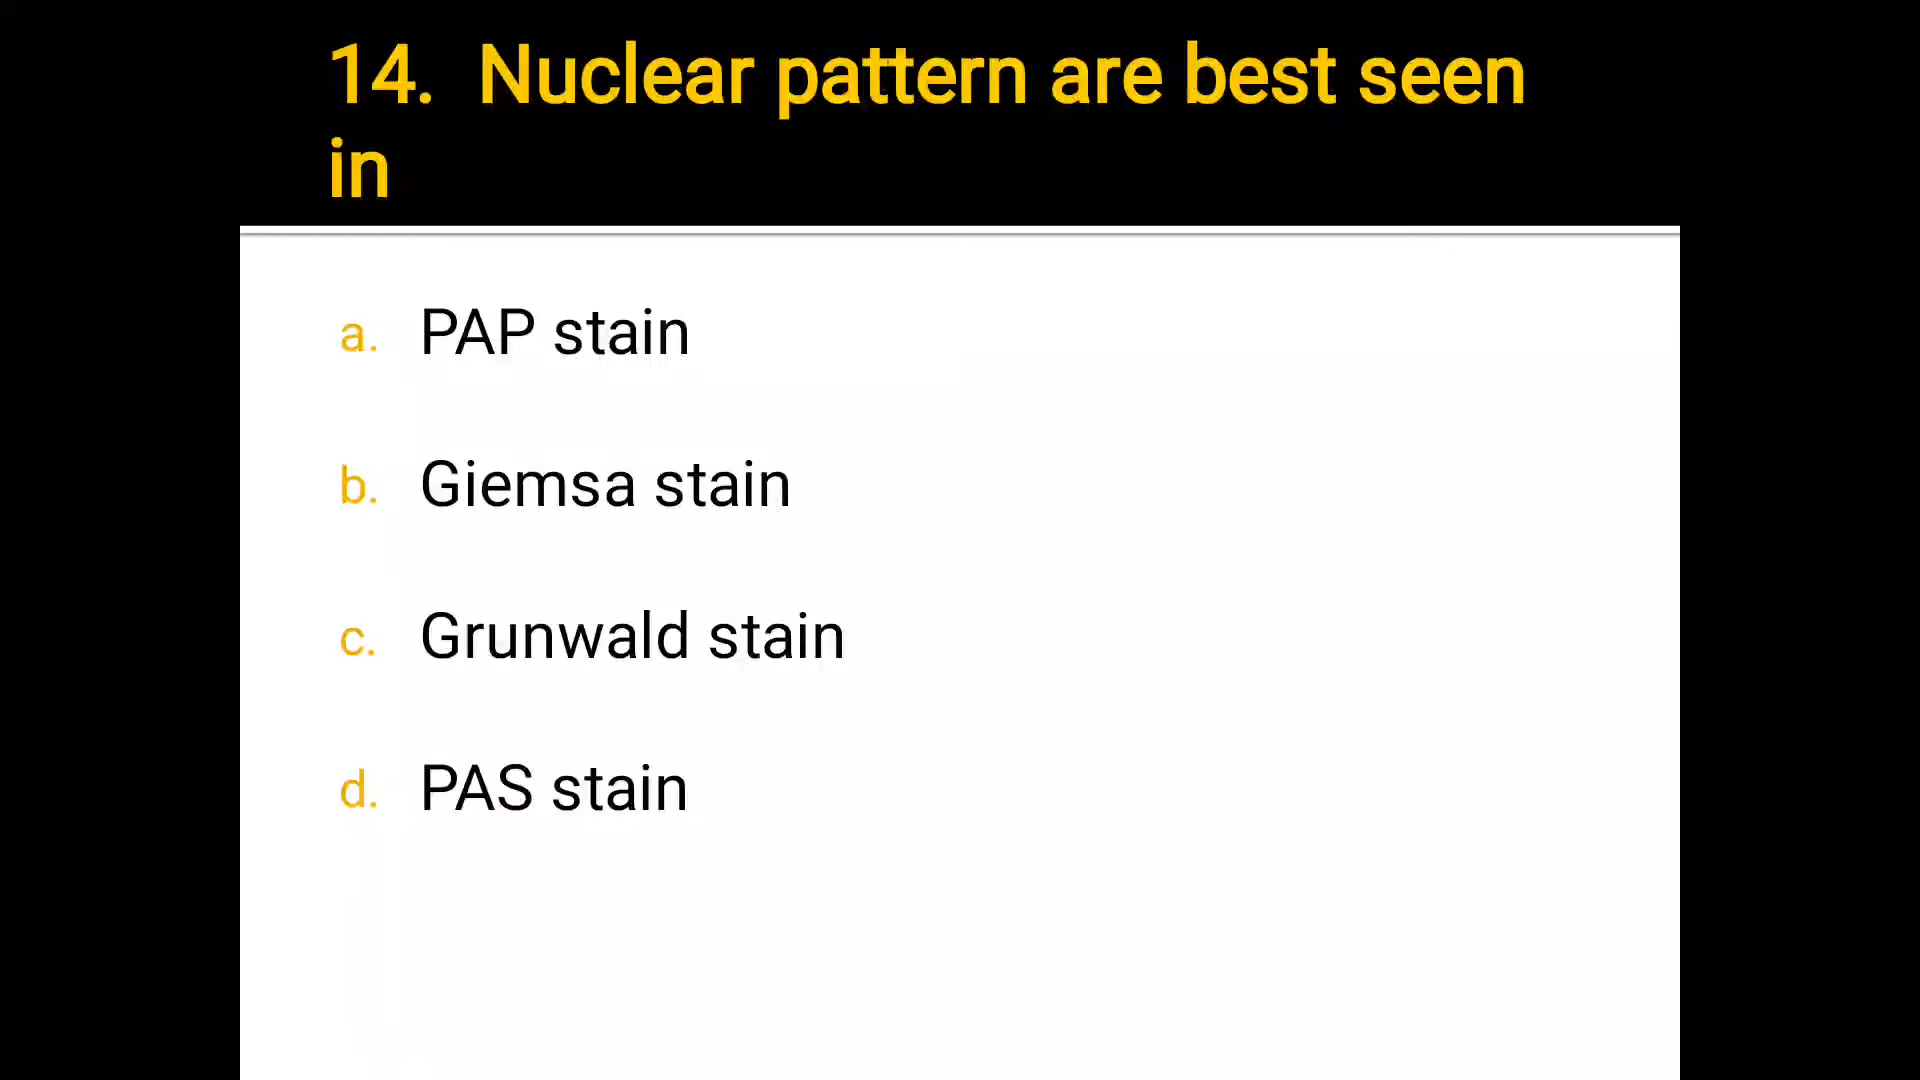 14. Nuclear pattern are best seen
in
a. PAP stain
b. Giemsa stain
c. Grunwald stain
d. PAS stain